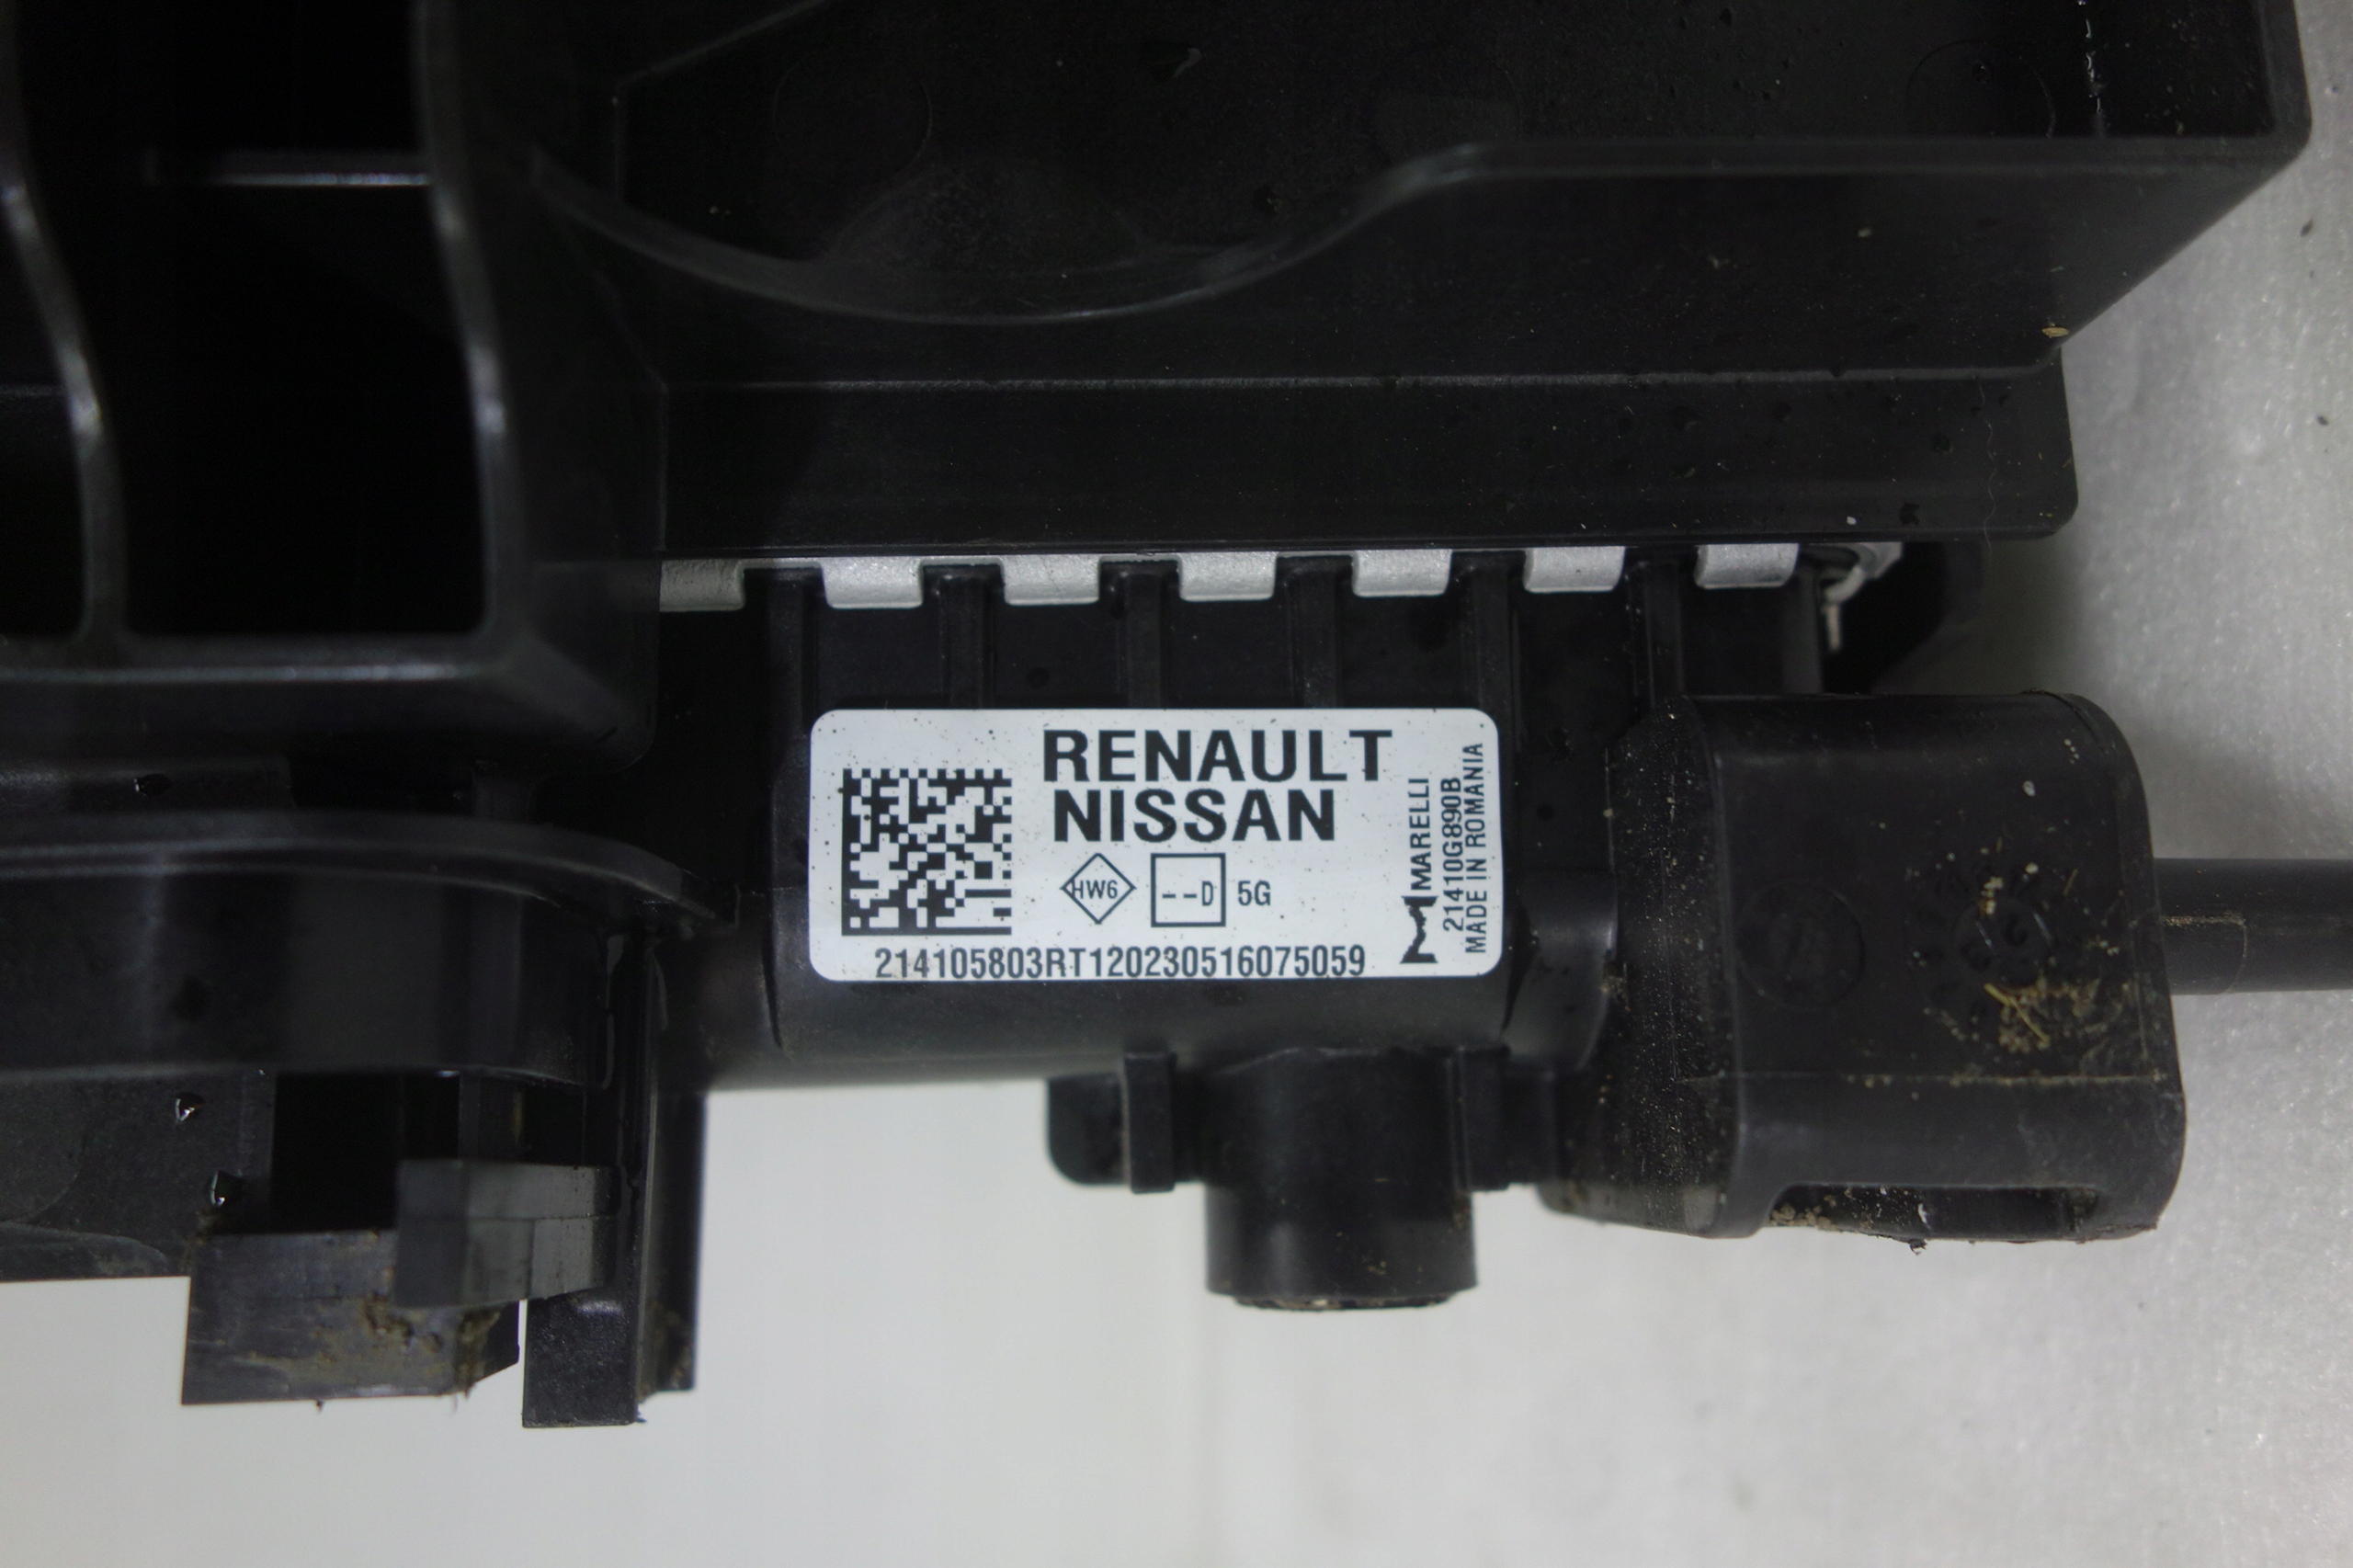 RENAULT
NISSAN
HW6 --D 5G
214105803RT120230516075059
MARELLI
21410G890B
MADE IN ROMANIA